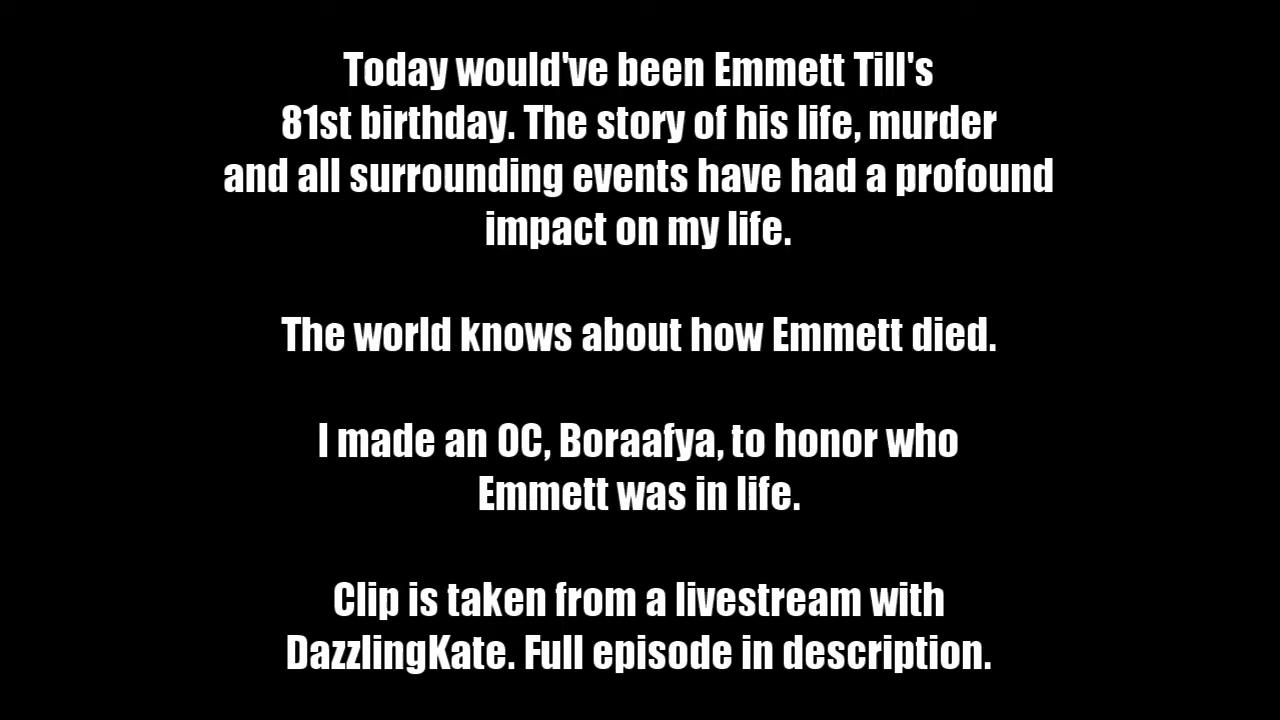 Today would've been Emmett Till's
81st birthday. The story of his life, murder
and all surrounding events have had a profound
impact on my life.
The world knows about how Emmett died.
I made an OC, Boraafya, to honor who
Emmett was in life.
Clip is taken from a livestream with
DazzlingKate. Full episode in description.